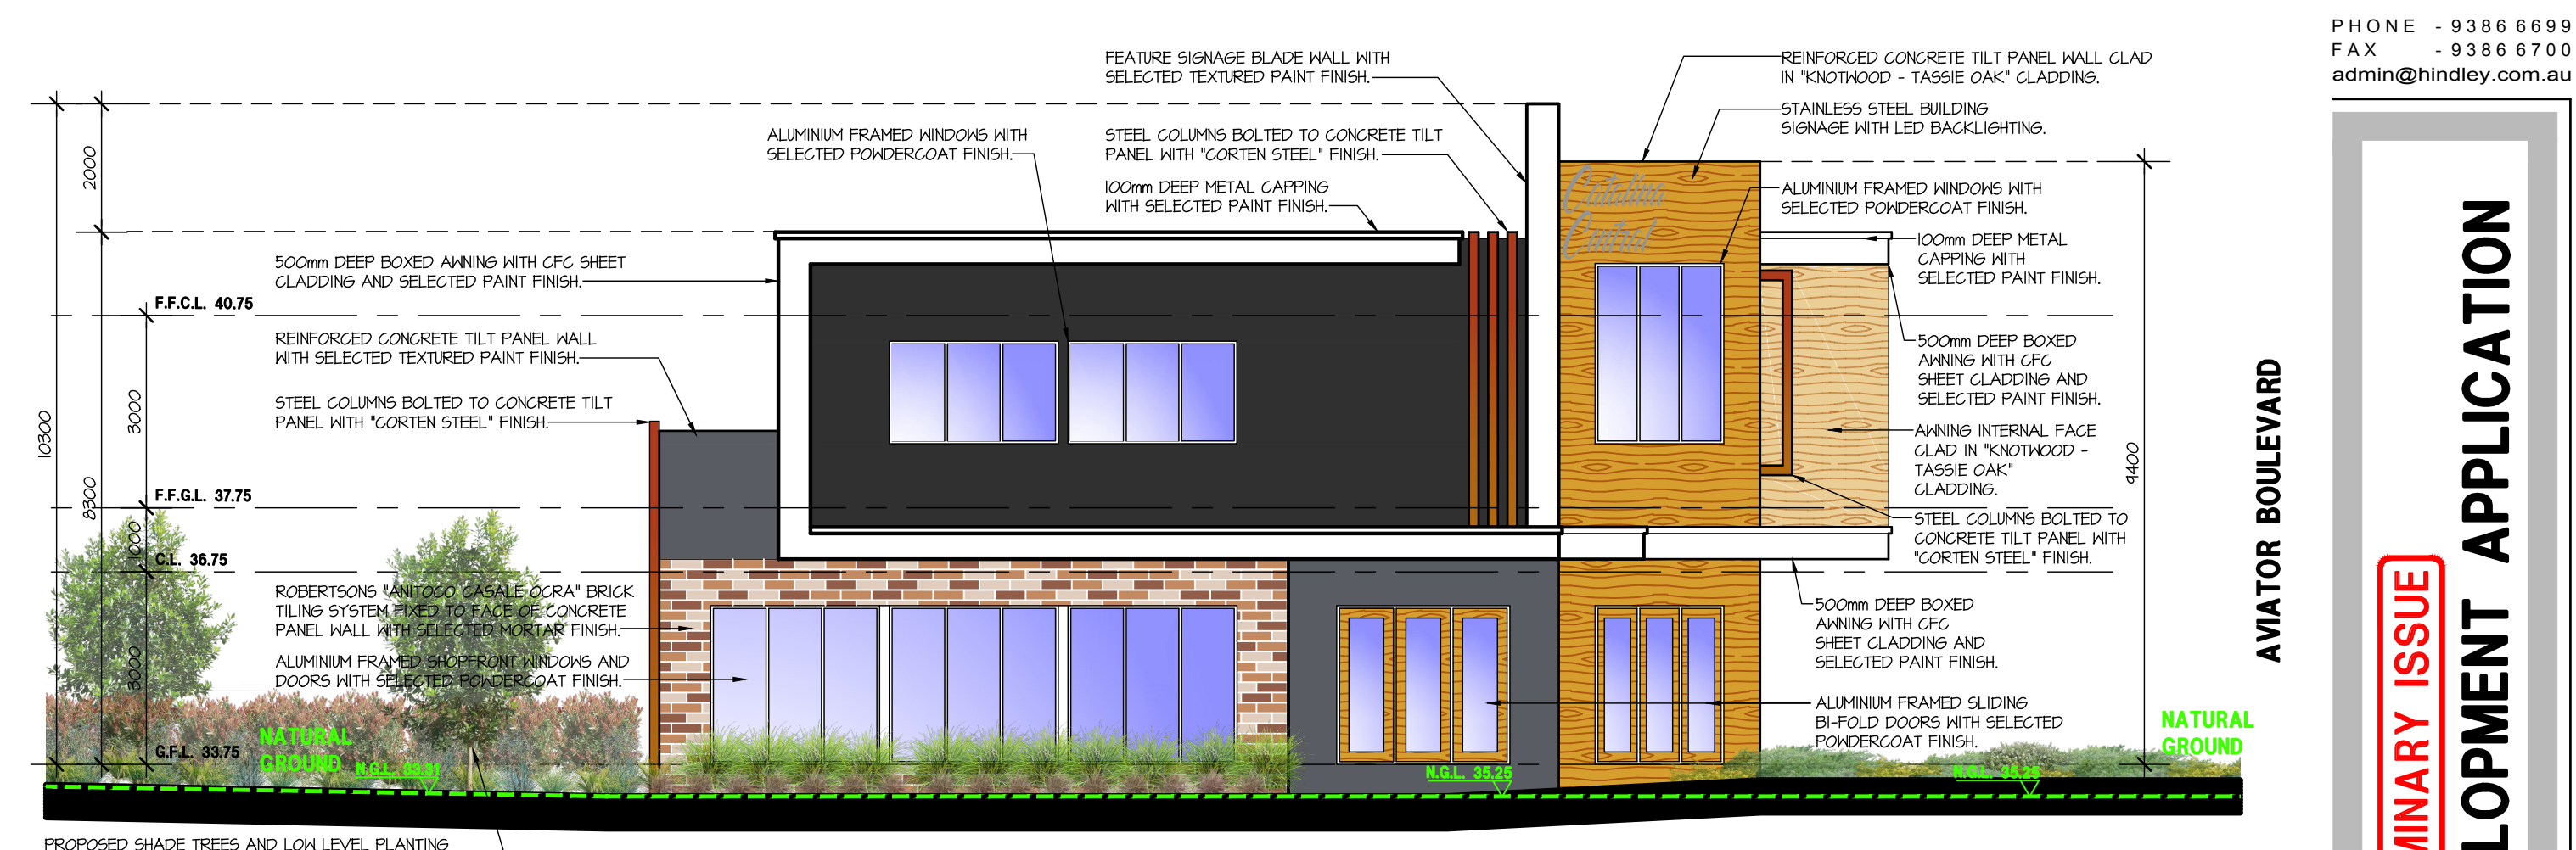 PHONE - 9386 6699
FAX - 9386 6700
admin@hindley.com.au
FEATURE SIGNAGE BLADE WALL WITH
SELECTED TEXTURED PAINT FINISH.
REINFORCED CONCRETE TILT PANEL WALL CLAD
IN "KNOTWOOD - TASSIE OAK" CLADDING.
STAINLESS STEEL BUILDING
SIGNAGE WITH LED BACKLIGHTING.
ALUMINIUM FRAMED WINDOWS WITH
SELECTED POWDERCOAT FINISH.
STEEL COLUMNS BOLTED TO CONCRETE TILT
PANEL WITH "CORTEN STEEL" FINISH.
100mm DEEP METAL CAPPING
WITH SELECTED PAINT FINISH.
ALUMINIUM FRAMED WINDOWS WITH
SELECTED POWDERCOAT FINISH.
Catalina
Central
100mm DEEP METAL
CAPPING WITH
SELECTED PAINT FINISH.
500mm DEEP BOXED AWNING WITH CFC SHEET
CLADDING AND SELECTED PAINT FINISH.
F.F.C.L. 40.75
REINFORCED CONCRETE TILT PANEL WALL
WITH SELECTED TEXTURED PAINT FINISH.
STEEL COLUMNS BOLTED TO CONCRETE TILT
PANEL WITH "CORTEN STEEL" FINISH.
500mm DEEP BOXED
AWNING WITH CFC
SHEET CLADDING AND
SELECTED PAINT FINISH.
AWNING INTERNAL FACE
CLAD IN "KNOTWOOD -
TASSIE OAK"
CLADDING.
STEEL COLUMNS BOLTED TO
CONCRETE TILT PANEL WITH
"CORTEN STEEL" FINISH.
2000
10300
8300
3000
1000
3000
9400
F.F.G.L. 37.75
C.L. 36.75
ROBERTSONS "ANITOCO CASALE OCRA" BRICK
TILING SYSTEM FIXED TO FACE OF CONCRETE
PANEL WALL WITH SELECTED MORTAR FINISH.
ALUMINIUM FRAMED SHOPFRONT WINDOWS AND
DOORS WITH SELECTED POWDERCOAT FINISH.
500mm DEEP BOXED
AWNING WITH CFC
SHEET CLADDING AND
SELECTED PAINT FINISH.
ALUMINIUM FRAMED SLIDING
BI-FOLD DOORS WITH SELECTED
POWDERCOAT FINISH.
G.F.L. 33.75
NATURAL
GROUND
N.G.L. 33.31
N.G.L. 35.25
N.G.L. 35.25
NATURAL
GROUND
PROPOSED SHADE TREES AND LOW LEVEL PLANTING
AVIATOR BOULEVARD
MINARY ISSUE
LOPMENT APPLICATION